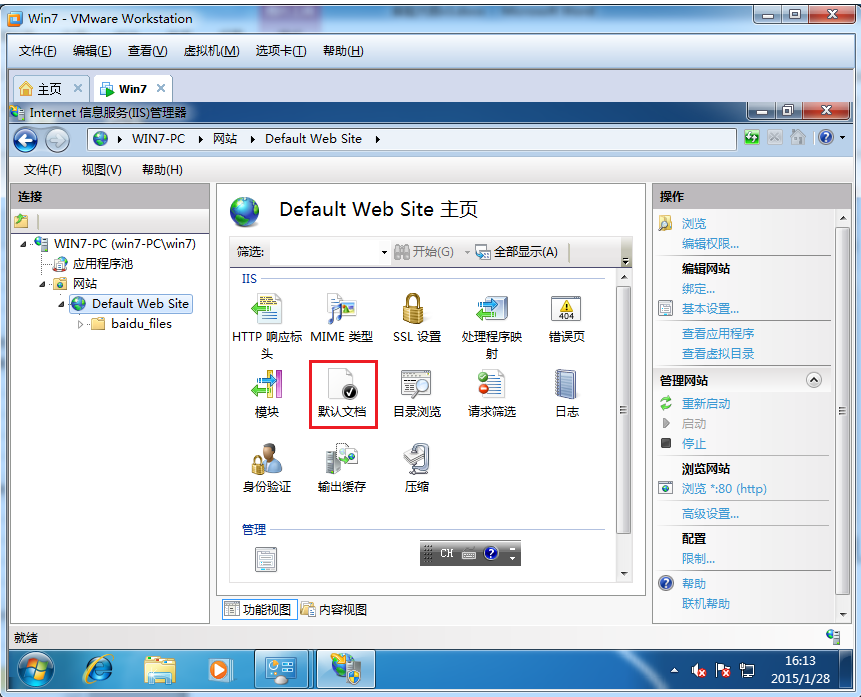 Win7 - VMware Workstation
文件(F) 编辑(E) 查看(V) 虚拟机(M) 选项卡(T) 帮助(H)
主页 Win7
Internet 信息服务(IIS)管理器
WIN7-PC 网站 Default Web Site
文件(F) 视图(V) 帮助(H)
连接
WIN7-PC (win7-PC\win7)
应用程序池
网站
Default Web Site
baidu_files
Default Web Site 主页
筛选: 开始(G) 全部显示(A)
IIS
HTTP 响应标头 MIME 类型 SSL 设置 处理程序映射 404 错误页
模块 默认文档 目录浏览 请求筛选 日志
身份验证 输出缓存 压缩
管理
CH
功能视图 内容视图
操作
浏览
编辑权限...
编辑网站
绑定...
基本设置...
查看应用程序
查看虚拟目录
管理网站
重新启动
启动
停止
浏览网站
浏览 *:80 (http)
高级设置...
配置
限制...
帮助
联机帮助
就绪
16:13
2015/1/28